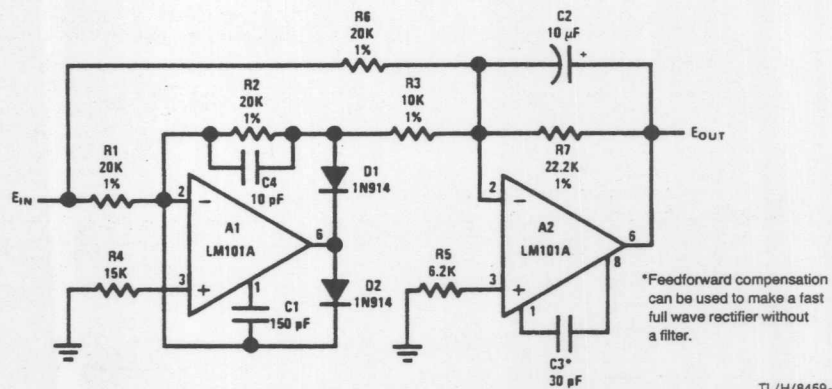 R6
20K
1%
C2
10 μF
+
R2
20K
1%
R3
10K
1%
R1
20K
1%
C4
10 pF
D1
1N914
R7
22.2K
1%
EIN
EOUT
2
−
A1
LM101A
6
3
+
1
R4
15K
C1
150 pF
D2
1N914
2
−
A2
LM101A
6
8
R5
6.2K
3
+
1
C3*
30 pF
*Feedforward compensation
can be used to make a fast
full wave rectifier without
a filter.